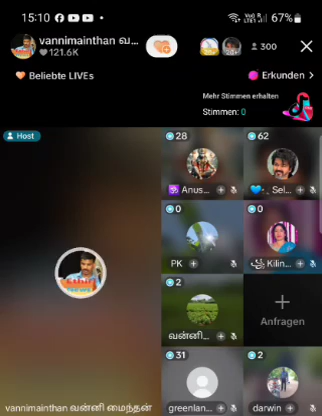 15:10 67%
vannimainthan வ...
121.6K
300
Beliebte LIVEs
Erkunden >
Mehr Stimmen erhalten
Stimmen: 0
Host
28
62
Anus...
Sel...
0
0
PK
Kilin...
2
வன்னி...
Anfragen
31
2
greenlan...
darwin
vannimainthan வன்னி மைந்தன்